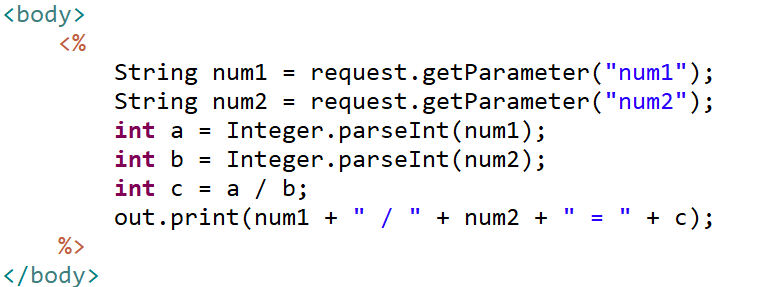 <body>
    <%
        String num1 = request.getParameter("num1");
        String num2 = request.getParameter("num2");
        int a = Integer.parseInt(num1);
        int b = Integer.parseInt(num2);
        int c = a / b;
        out.print(num1 + " / " + num2 + " = " + c);
    %>
</body>